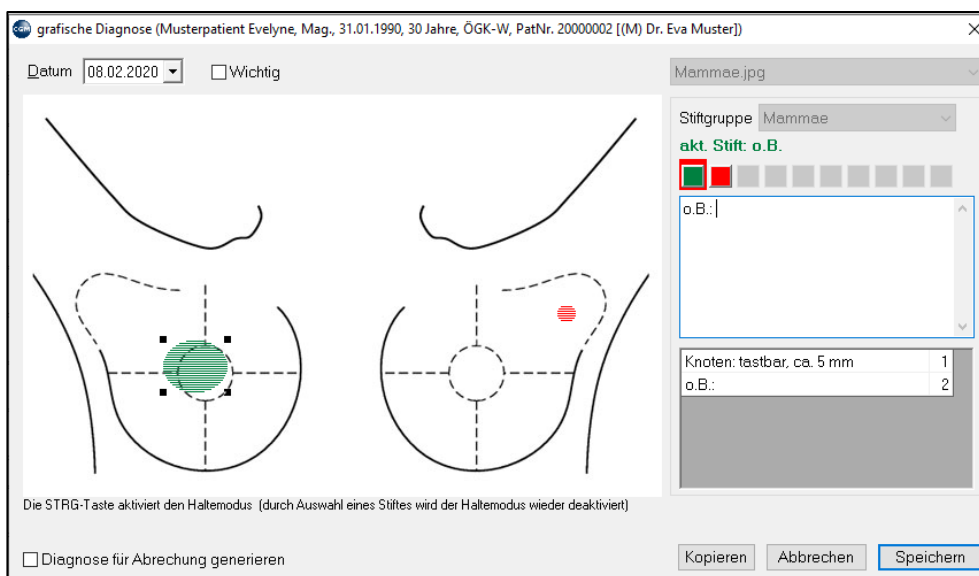 CGM grafische Diagnose (Musterpatient Evelyne, Mag., 31.01.1990, 30 Jahre, ÖGK-W, PatNr. 20000002 [(M) Dr. Eva Muster])
Datum 08.02.2020 Wichtig
Mammae.jpg
Stiftgruppe Mammae
akt. Stift: o.B.
o.B.:
Knoten: tastbar, ca. 5 mm 1
o.B.: 2
Die STRG-Taste aktiviert den Haltemodus (durch Auswahl eines Stiftes wird der Haltemodus wieder deaktiviert)
Diagnose für Abrechung generieren
Kopieren Abbrechen Speichern